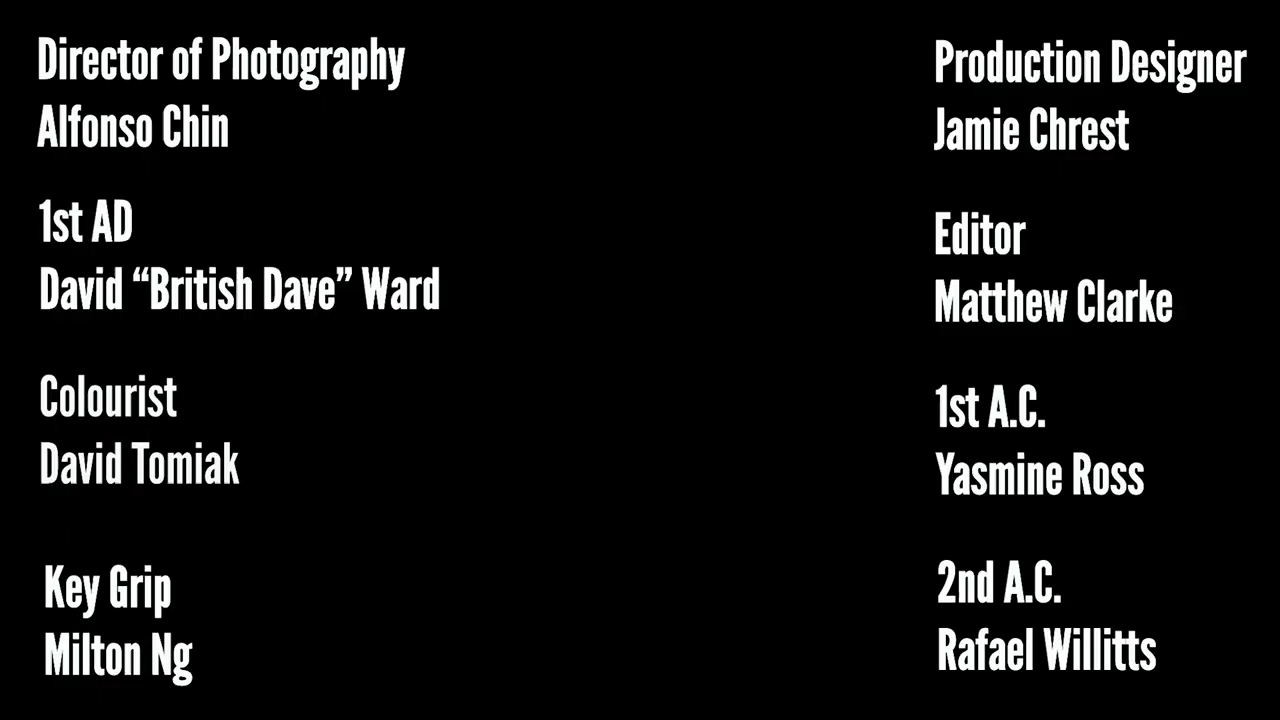 Director of Photography
Alfonso Chin
1st AD
David “British Dave” Ward
Colourist
David Tomiak
Key Grip
Milton Ng
Production Designer
Jamie Chrest
Editor
Matthew Clarke
1st A.C.
Yasmine Ross
2nd A.C.
Rafael Willitts